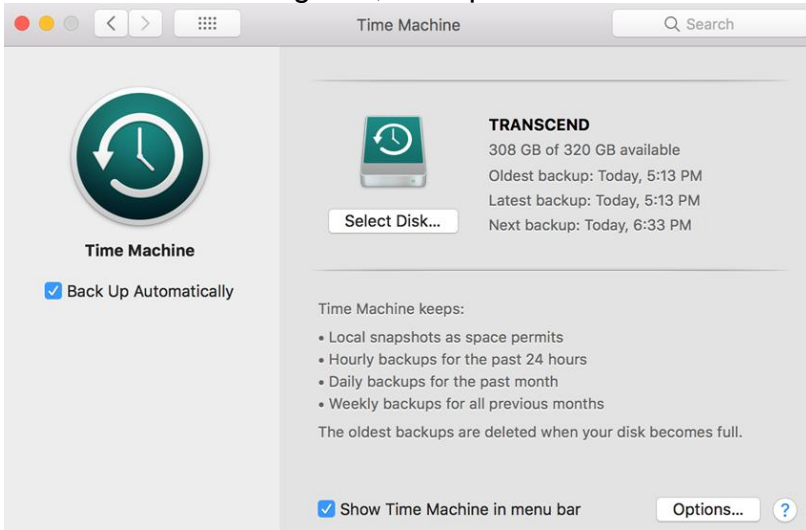 Time Machine
Search
TRANSCEND
308 GB of 320 GB available
Oldest backup: Today, 5:13 PM
Latest backup: Today, 5:13 PM
Select Disk...
Next backup: Today, 6:33 PM
Time Machine
Back Up Automatically
Time Machine keeps:
• Local snapshots as space permits
• Hourly backups for the past 24 hours
• Daily backups for the past month
• Weekly backups for all previous months
The oldest backups are deleted when your disk becomes full.
Show Time Machine in menu bar
Options...
?